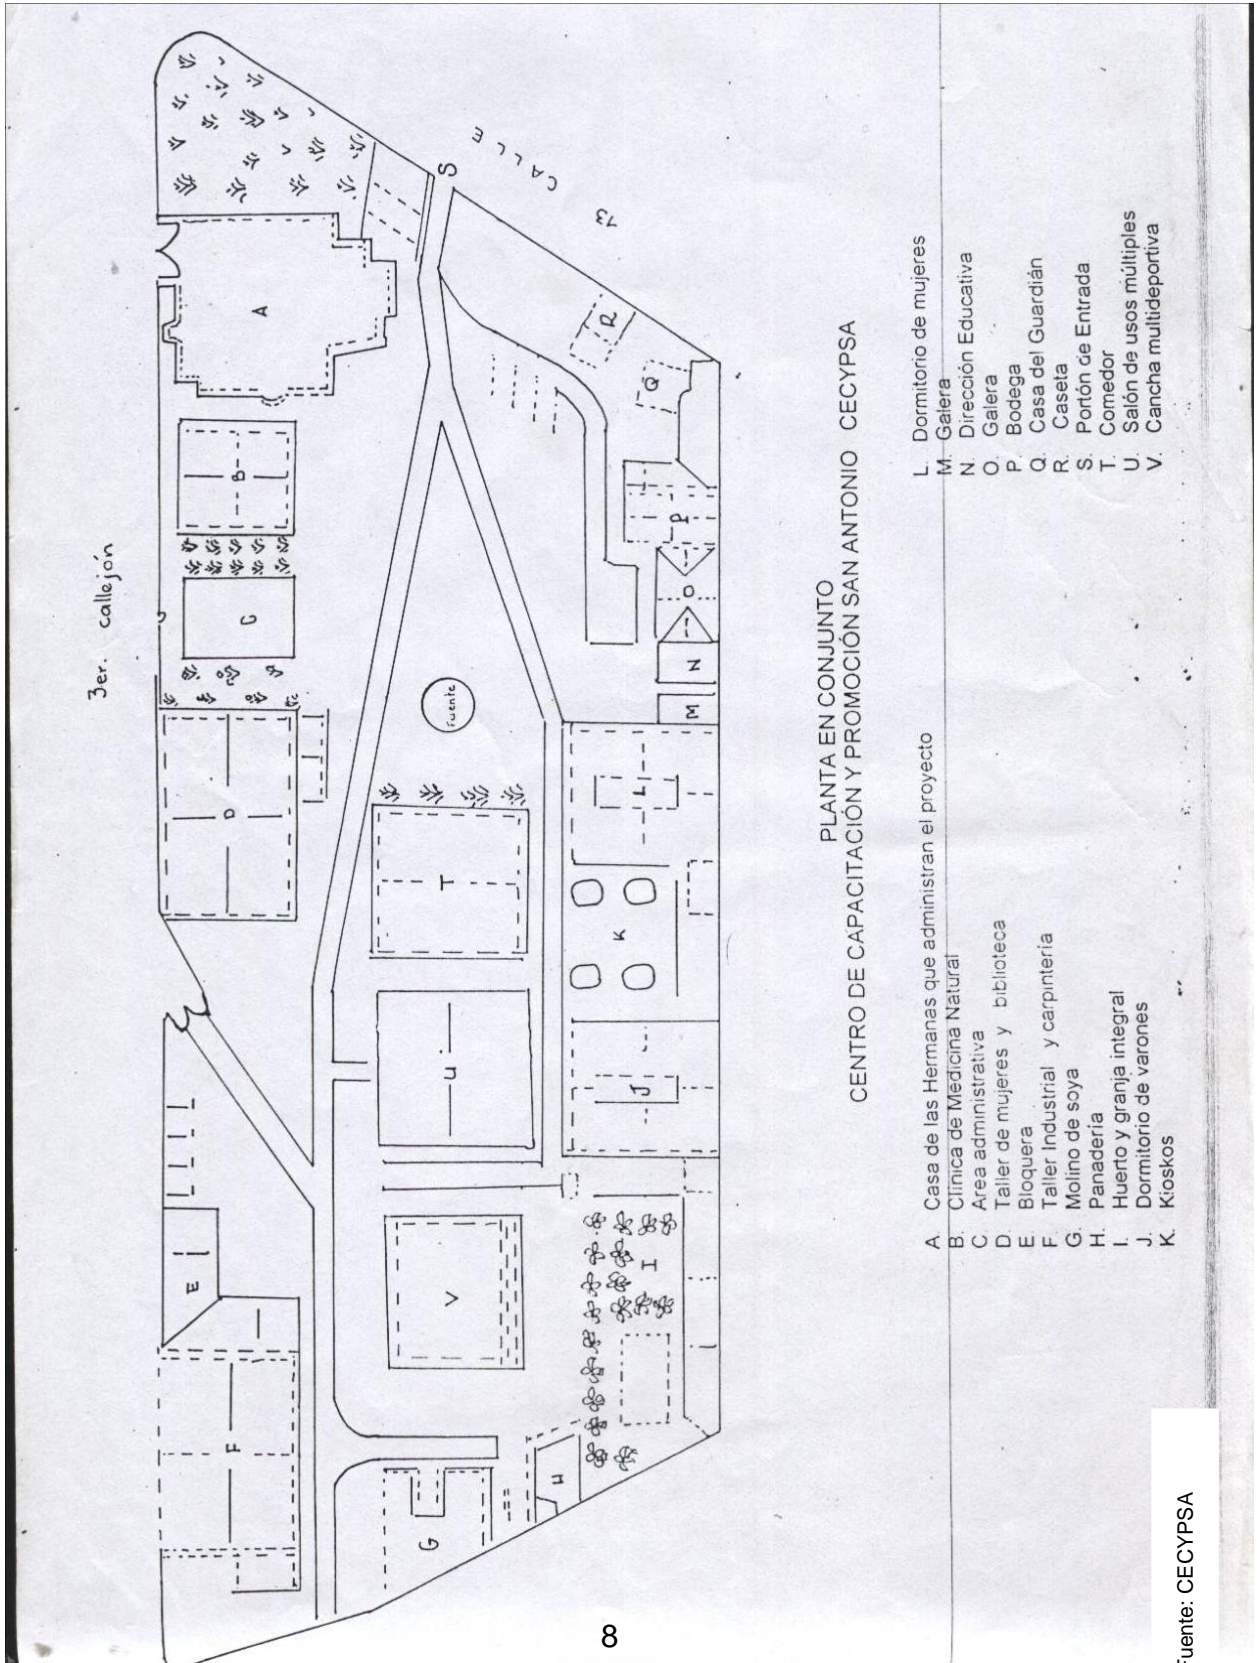 3er. callejón
CALLE
73
A
B
C
D
E
F
G
H
I
J
K
L
M
N
O
P
Q
R
S
T
U
V
Fuente
PLANTA EN CONJUNTO
CENTRO DE CAPACITACIÓN Y PROMOCIÓN SAN ANTONIO CECYPSA
A Casa de las Hermanas que administran el proyecto
B. Clínica de Medicina Natural
C. Area administrativa
D. Taller de mujeres y biblioteca
E. Bloquera
F. Taller Industrial y carpintería
G. Molino de soya
H. Panadería
I. Huerto y granja integral
J. Dormitorio de varones
K. Kioskos
L. Dormitorio de mujeres
M. Galera
N. Dirección Educativa
O. Galera
P. Bodega
Q. Casa del Guardián
R. Caseta
S. Portón de Entrada
T. Comedor
U. Salón de usos múltiples
V. Cancha multideportiva
Fuente: CECYPSA
8